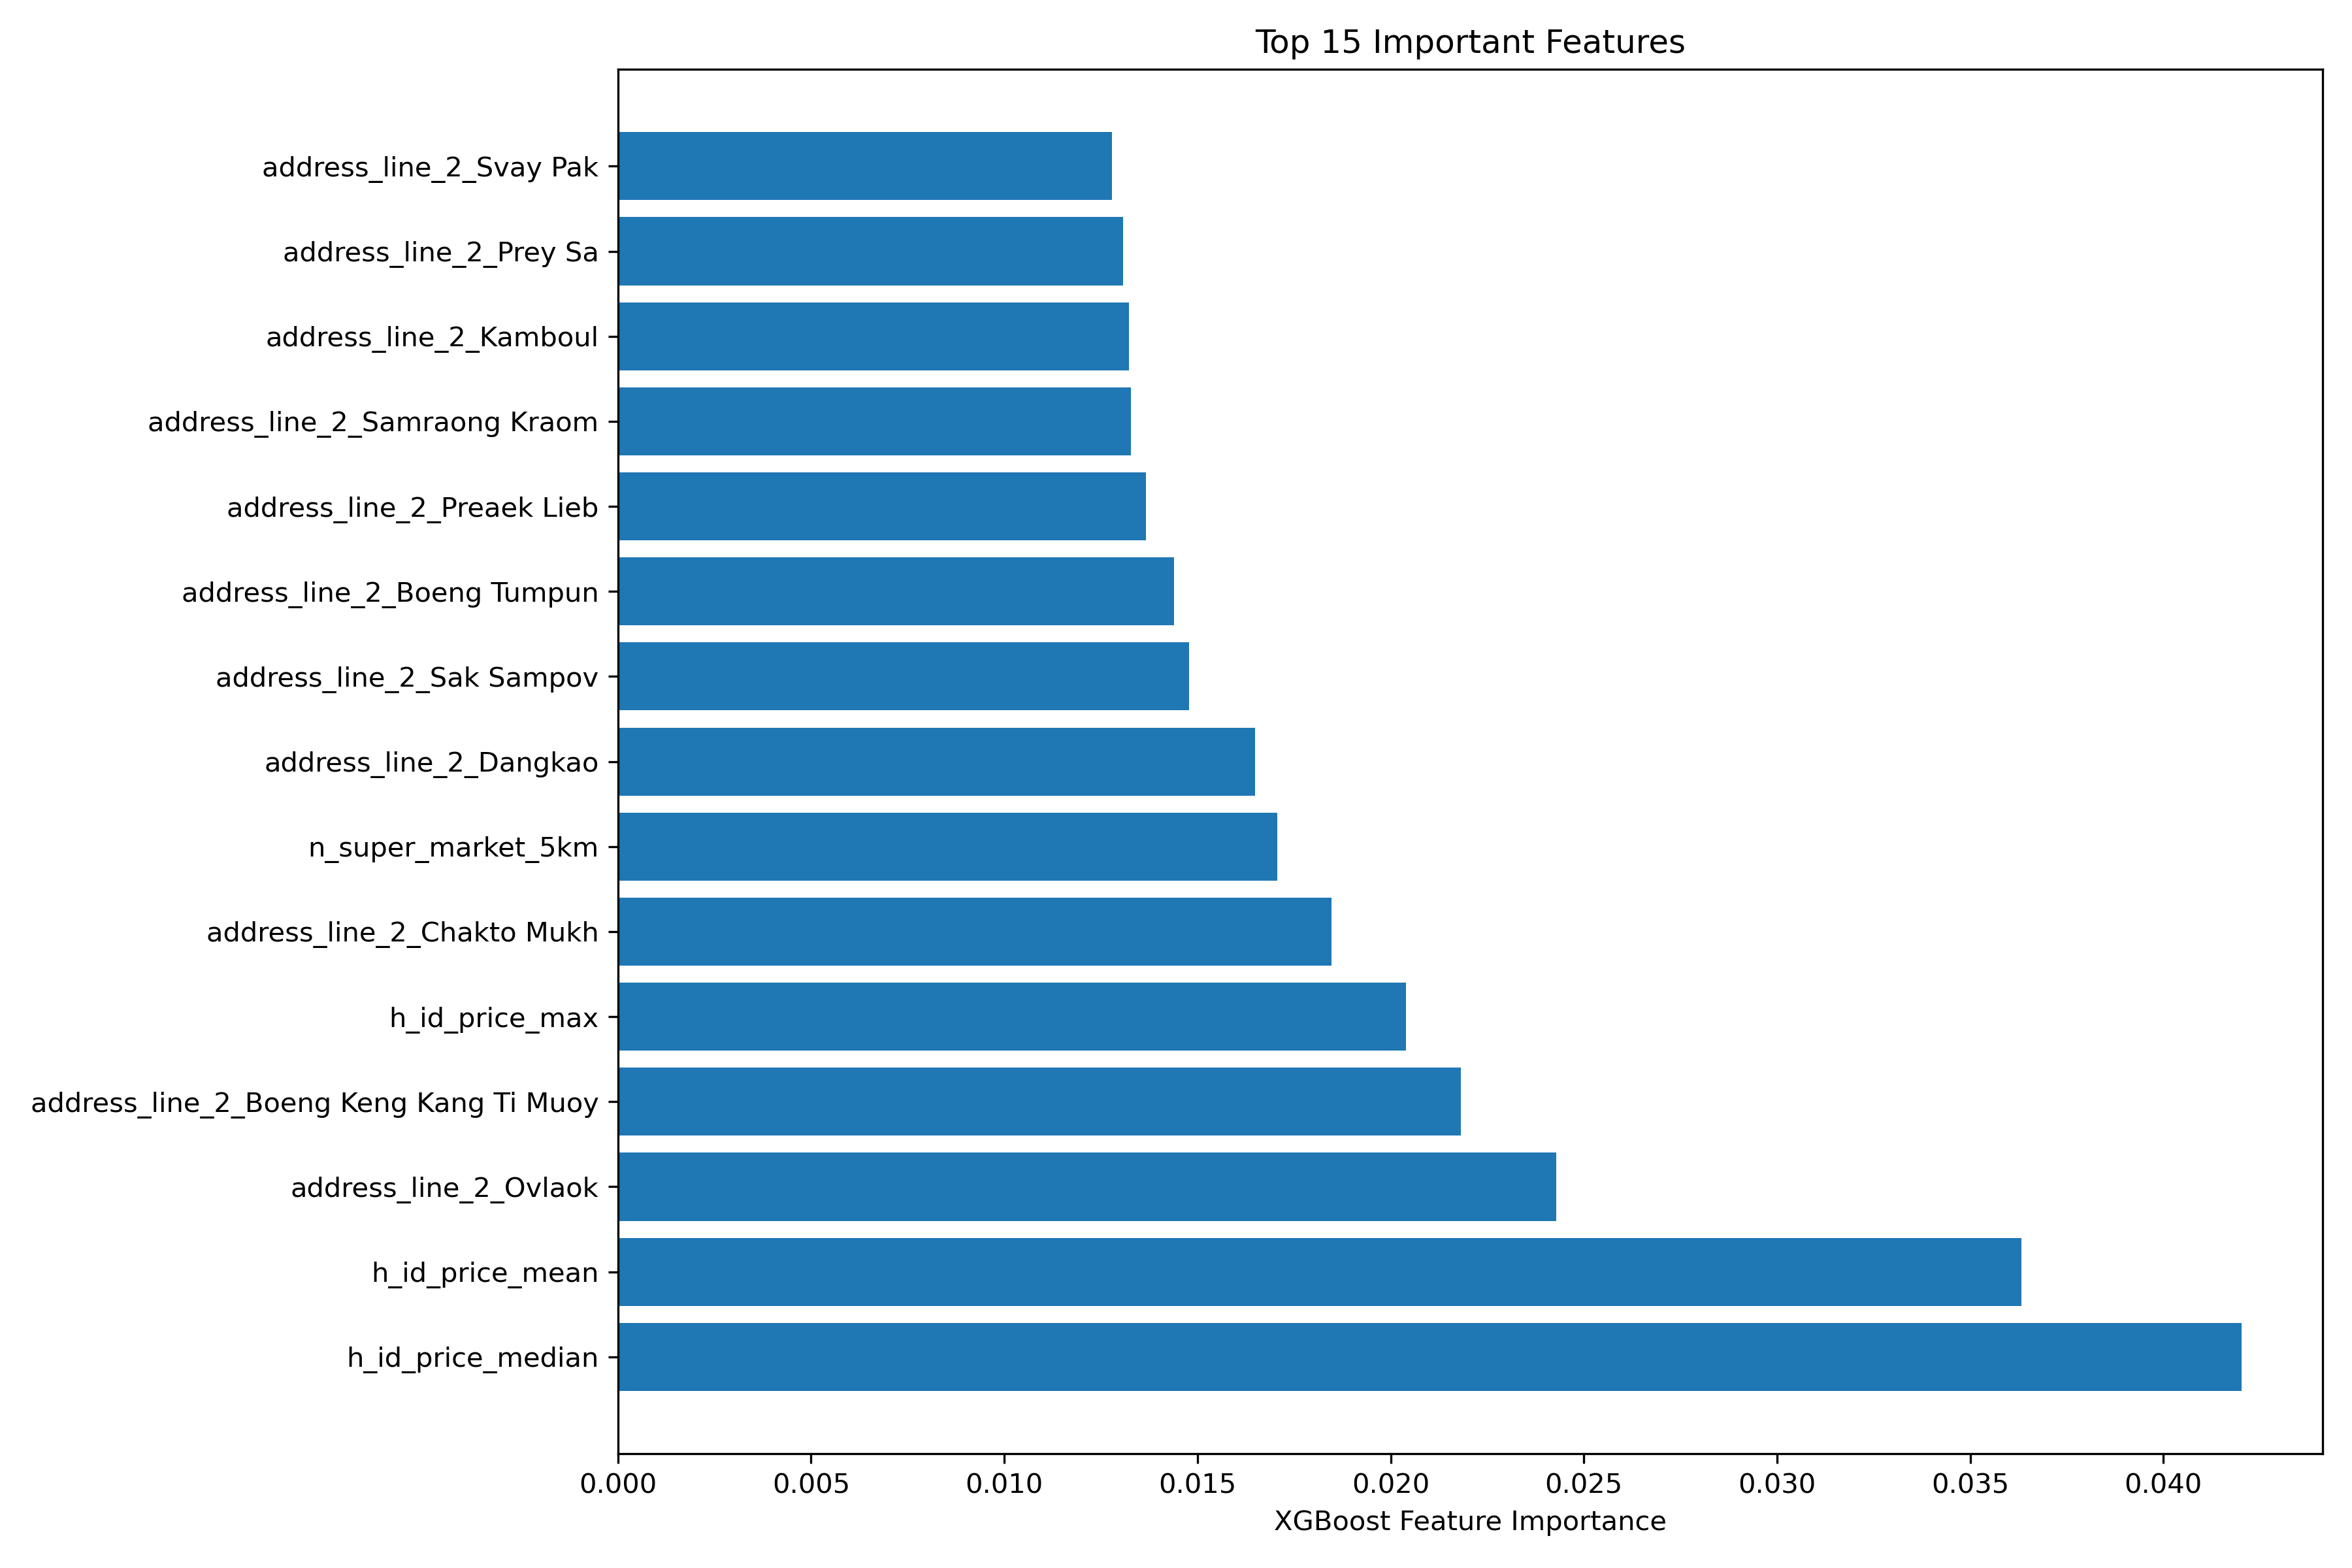 Top 15 Important Features
address_line_2_Svay Pak
address_line_2_Prey Sa
address_line_2_Kamboul
address_line_2_Samraong Kraom
address_line_2_Preaek Lieb
address_line_2_Boeng Tumpun
address_line_2_Sak Sampov
address_line_2_Dangkao
n_super_market_5km
address_line_2_Chakto Mukh
h_id_price_max
address_line_2_Boeng Keng Kang Ti Muoy
address_line_2_Ovlaok
h_id_price_mean
h_id_price_median
0.000 0.005 0.010 0.015 0.020 0.025 0.030 0.035 0.040
XGBoost Feature Importance